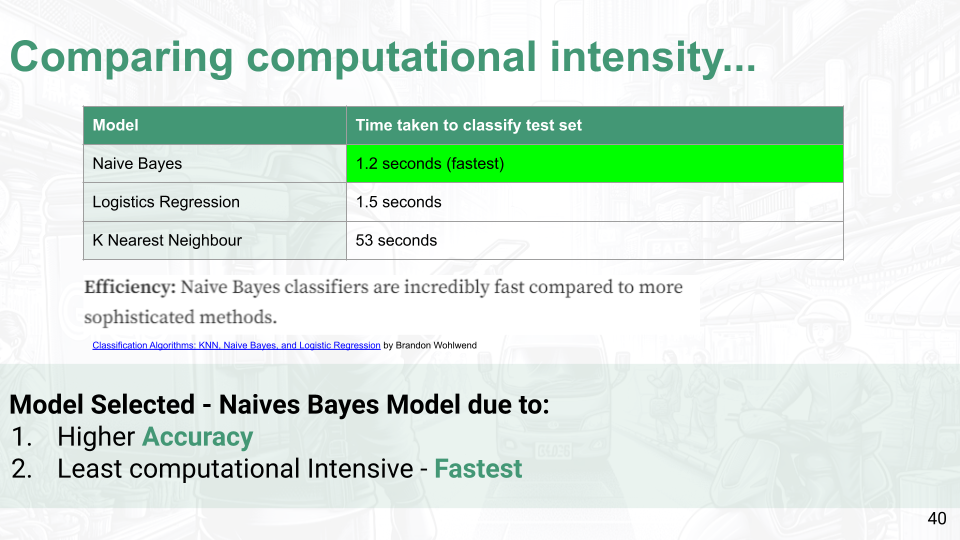 Comparing computational intensity...
Model Time taken to classify test set
Naive Bayes 1.2 seconds (fastest)
Logistics Regression 1.5 seconds
K Nearest Neighbour 53 seconds
Efficiency: Naive Bayes classifiers are incredibly fast compared to more
sophisticated methods.
Classification Algorithms: KNN, Naive Bayes, and Logistic Regression by Brandon Wohlwend
Model Selected - Naives Bayes Model due to:
1. Higher Accuracy
2. Least computational Intensive - Fastest
40